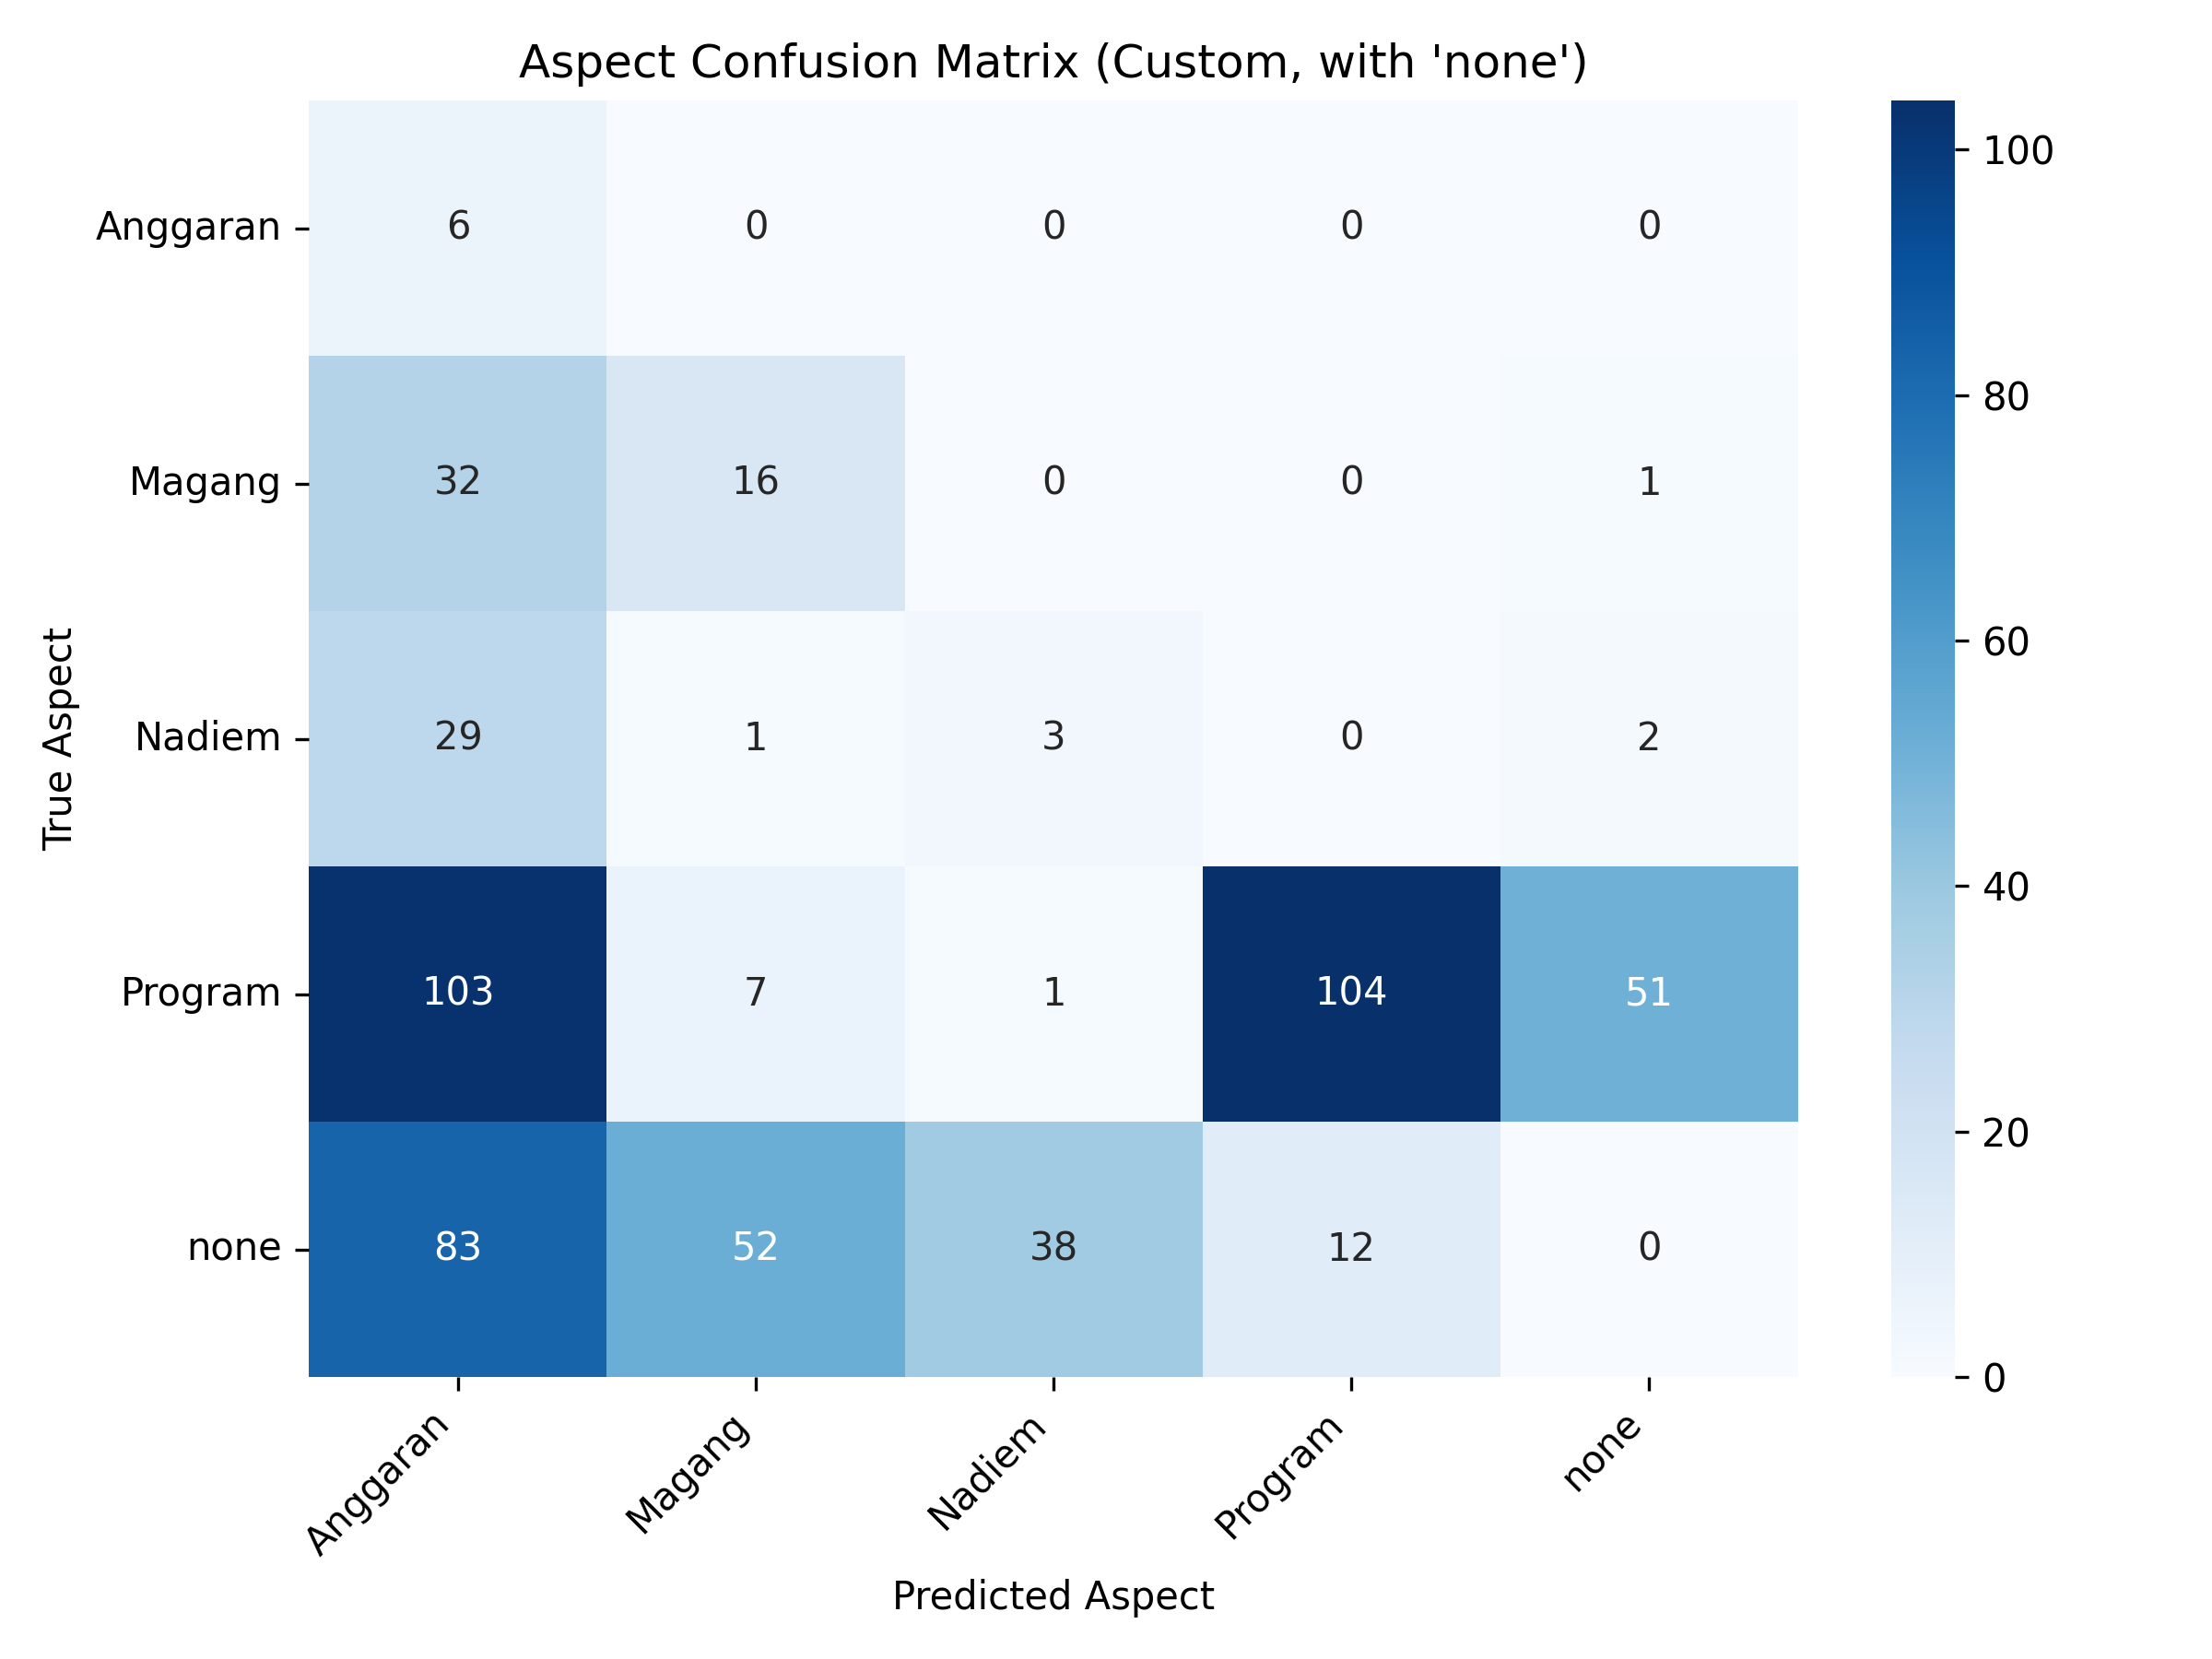 Aspect Confusion Matrix (Custom, with 'none')
True Aspect
Anggaran 6 0 0 0 0
Magang 32 16 0 0 1
Nadiem 29 1 3 0 2
Program 103 7 1 104 51
none 83 52 38 12 0
Anggaran Magang Nadiem Program none
Predicted Aspect
100
80
60
40
20
0